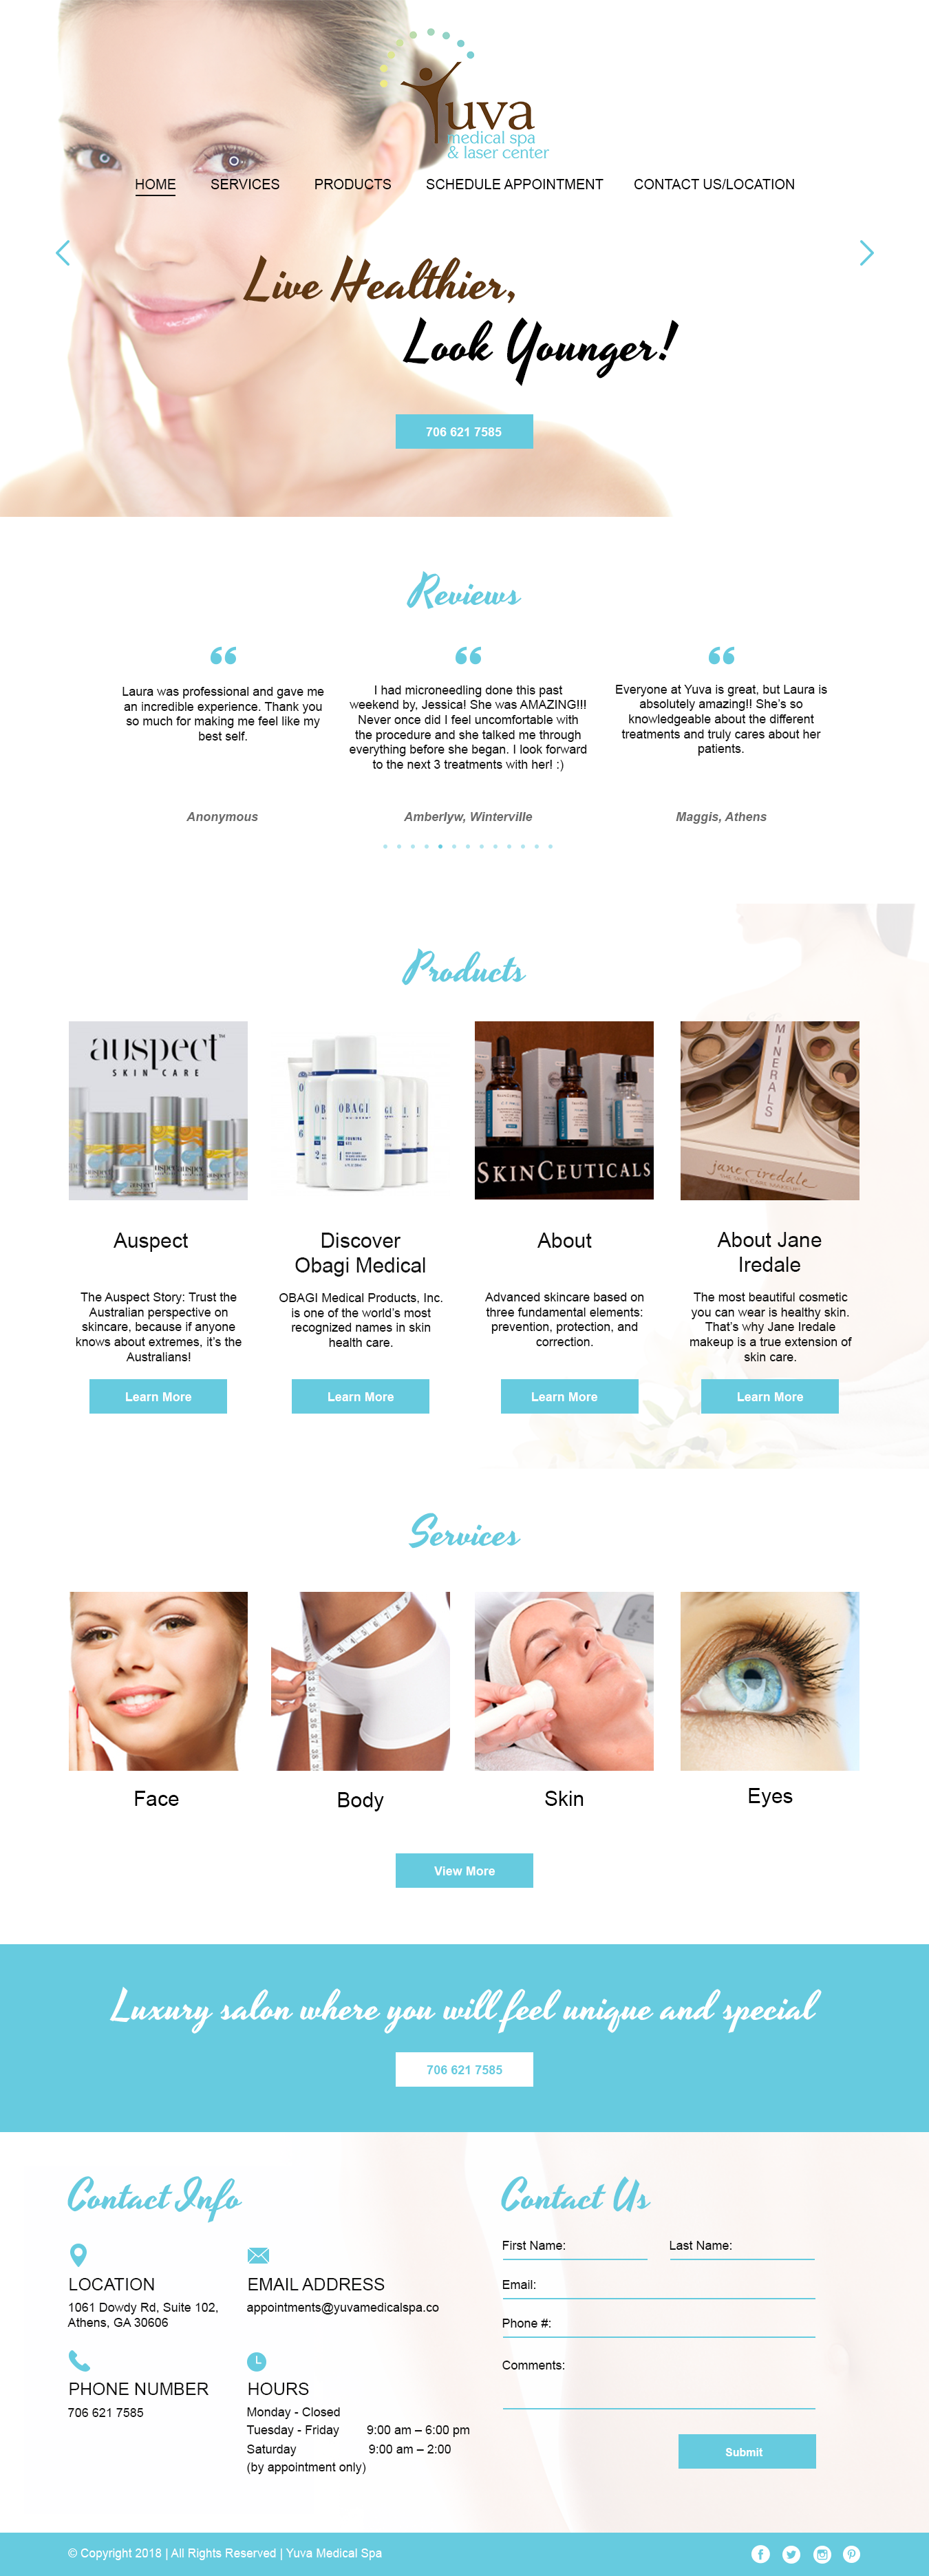 Yuva
medical spa
& laser center
HOME SERVICES PRODUCTS SCHEDULE APPOINTMENT CONTACT US/LOCATION
Live Healthier,
Look Younger!
706 621 7585
Reviews
Laura was professional and gave me
an incredible experience. Thank you
so much for making me feel like my
best self.
Anonymous
I had microneedling done this past
weekend by, Jessica! She was AMAZING!!!
Never once did I feel uncomfortable with
the procedure and she talked me through
everything before she began. I look forward
to the next 3 treatments with her! :)
Amberlyw, Winterville
Everyone at Yuva is great, but Laura is
absolutely amazing!! She's so
knowledgeable about the different
treatments and truly cares about her
patients.
Maggis, Athens
Products
auspect
SKIN CARE
auspect
OBAGI
OBAGI
SKINCEUTICALS
MINERALS
jane iredale
THE SKIN CARE MAKEUP
Auspect
The Auspect Story: Trust the
Australian perspective on
skincare, because if anyone
knows about extremes, it's the
Australians!
Learn More
Discover
Obagi Medical
OBAGI Medical Products, Inc.
is one of the world's most
recognized names in skin
health care.
Learn More
About
Advanced skincare based on
three fundamental elements:
prevention, protection, and
correction.
Learn More
About Jane
Iredale
The most beautiful cosmetic
you can wear is healthy skin.
That's why Jane Iredale
makeup is a true extension of
skin care.
Learn More
Services
Face
Body
Skin
Eyes
View More
Luxury salon where you will feel unique and special
706 621 7585
Contact Info
LOCATION
1061 Dowdy Rd, Suite 102,
Athens, GA 30606
EMAIL ADDRESS
appointments@yuvamedicalspa.co
PHONE NUMBER
706 621 7585
HOURS
Monday - Closed
Tuesday - Friday 9:00 am – 6:00 pm
Saturday 9:00 am – 2:00
(by appointment only)
Contact Us
First Name: Last Name:
Email:
Phone #:
Comments:
Submit
© Copyright 2018 | All Rights Reserved | Yuva Medical Spa